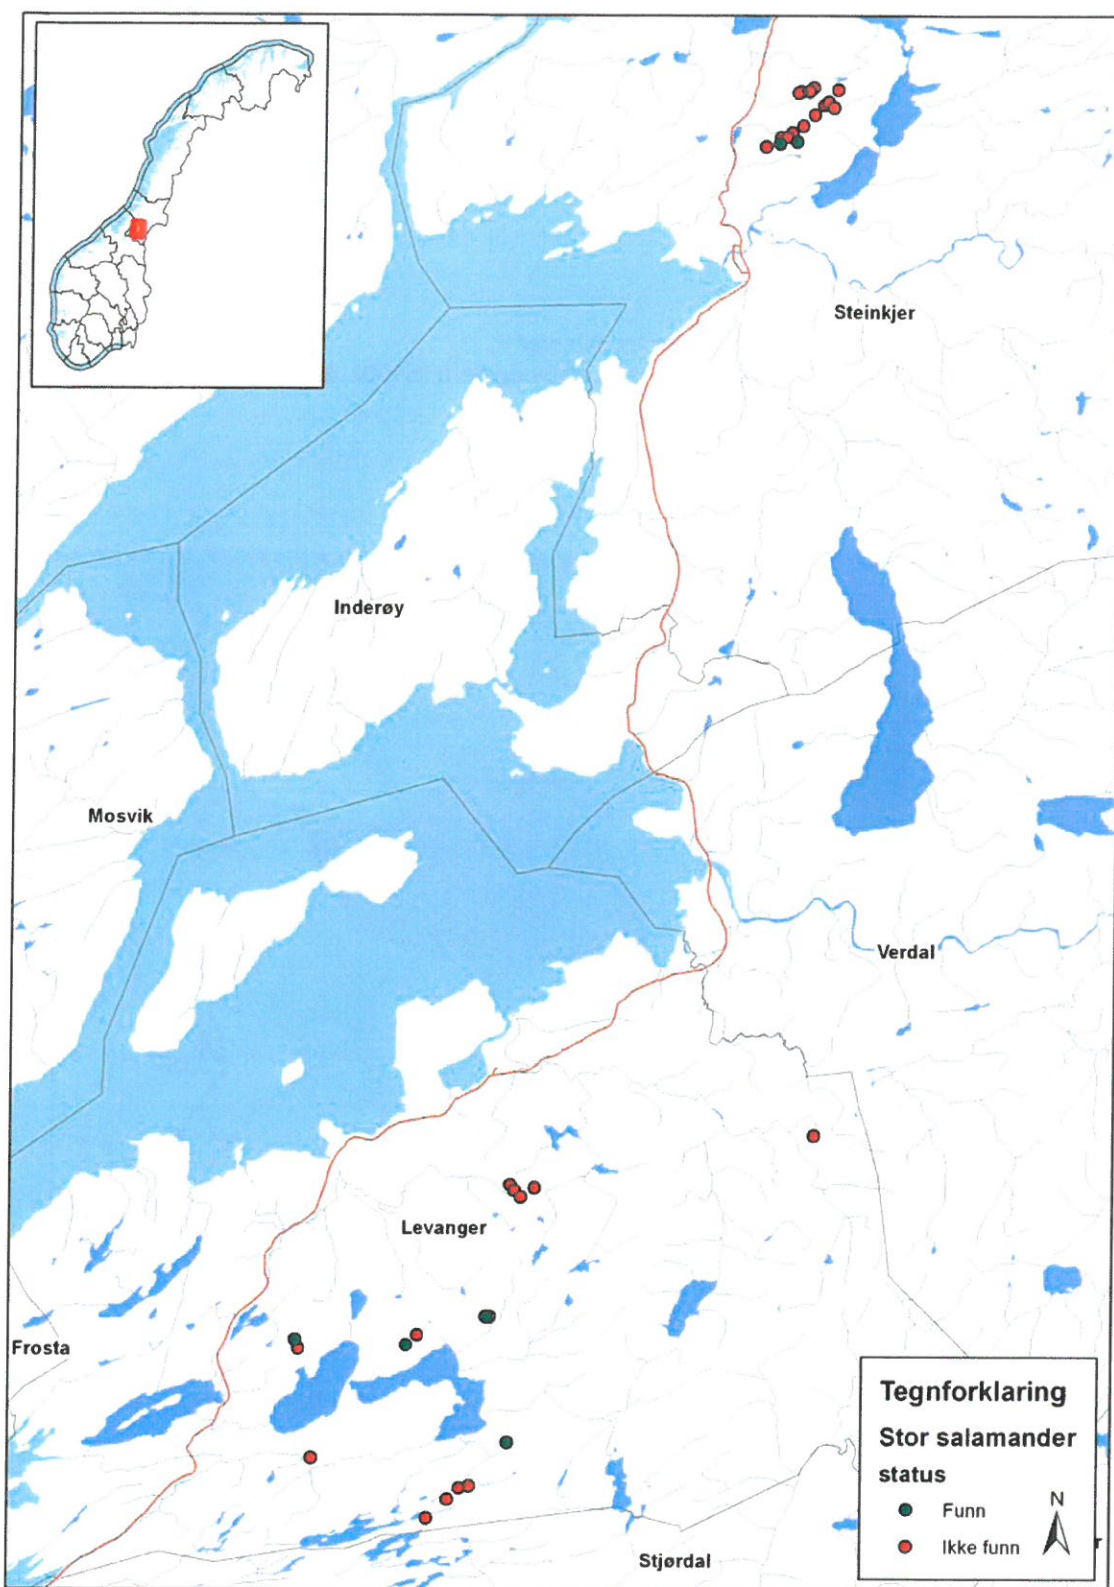 Steinkjer
Inderøy
Mosvik
Verdal
Levanger
Frosta
Stjørdal
Tegnforklaring
Stor salamander
status
Funn
Ikke funn
N